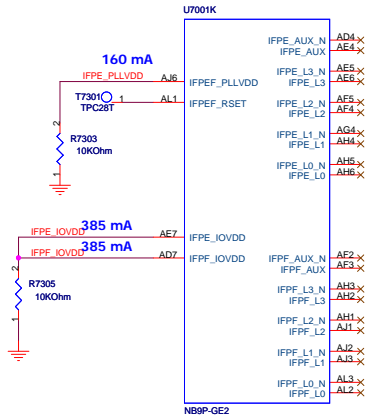 U7001K
160 mA
IFPE_PLLVDD AJ6 IFPEF_PLLVDD
T7301 1 AL1 IFPEF_RSET
TPC28T
2
R7303
10KOhm
1
385 mA
IFPE_IOVDD AE7 IFPE_IOVDD
385 mA
IFPF_IOVDD AD7 IFPF_IOVDD
2
R7305
10KOhm
1
IFPE_AUX_N AD4
IFPE_AUX AE4
IFPE_L3_N AE5
IFPE_L3 AE6
IFPE_L2_N AF5
IFPE_L2 AF4
IFPE_L1_N AG4
IFPE_L1 AH4
IFPE_L0_N AH5
IFPE_L0 AH6
IFPF_AUX_N AF2
IFPF_AUX AF3
IFPF_L3_N AH3
IFPF_L3 AH2
IFPF_L2_N AH1
IFPF_L2 AJ1
IFPF_L1_N AJ2
IFPF_L1 AJ3
IFPF_L0_N AL3
IFPF_L0 AL2
NB9P-GE2